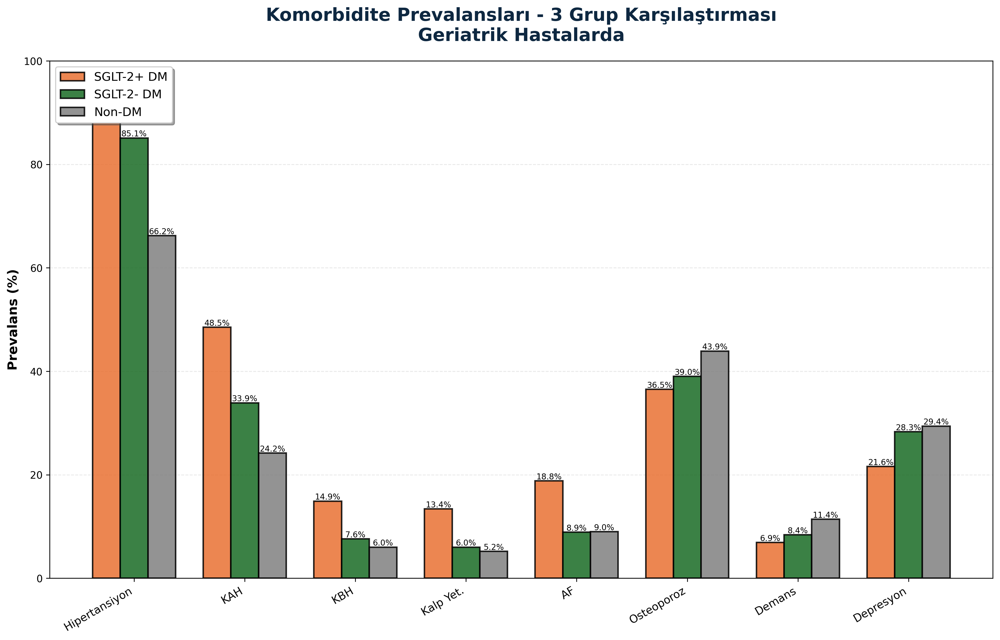 Komorbidite Prevalansları - 3 Grup Karşılaştırması
Geriatrik Hastalarda
Prevalans (%)
100
80
60
40
20
0
SGLT-2+ DM
SGLT-2- DM
Non-DM
85.1%
66.2%
48.5%
33.9%
24.2%
14.9%
7.6%
6.0%
13.4%
6.0%
5.2%
18.8%
8.9%
9.0%
36.5%
39.0%
43.9%
6.9%
8.4%
11.4%
21.6%
28.3%
29.4%
Hipertansiyon
KAH
KBH
Kalp Yet.
AF
Osteoporoz
Demans
Depresyon